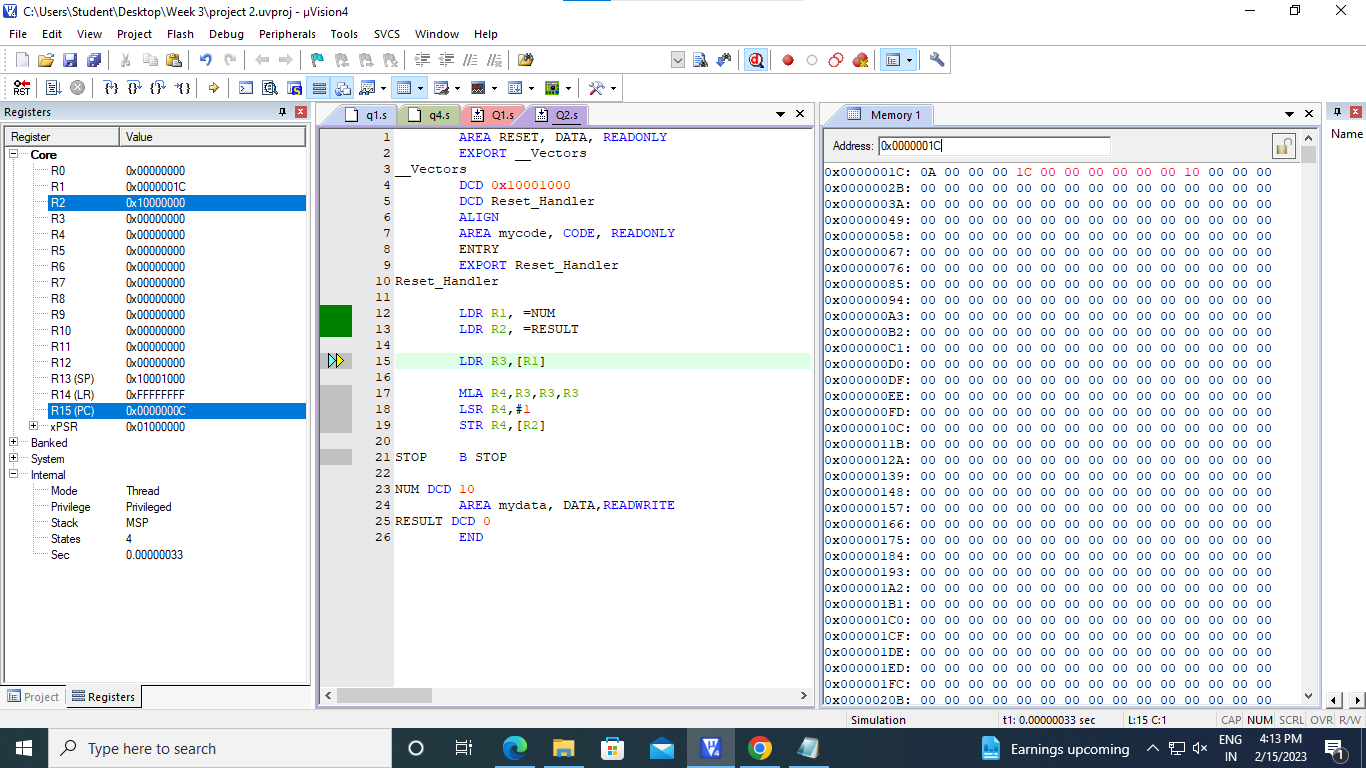 C:\Users\Student\Desktop\Week 3\project 2.uvproj - µVision4
File Edit View Project Flash Debug Peripherals Tools SVCS Window Help
Registers
Register Value
Core
R0 0x00000000
R1 0x0000001C
R2 0x10000000
R3 0x00000000
R4 0x00000000
R5 0x00000000
R6 0x00000000
R7 0x00000000
R8 0x00000000
R9 0x00000000
R10 0x00000000
R11 0x00000000
R12 0x00000000
R13 (SP) 0x10001000
R14 (LR) 0xFFFFFFFF
R15 (PC) 0x0000000C
xPSR 0x01000000
Banked
System
Internal
Mode Thread
Privilege Privileged
Stack MSP
States 4
Sec 0.00000033
Project Registers
q1.s q4.s Q1.s Q2.s
1 AREA RESET, DATA, READONLY
2 EXPORT __Vectors
3 __Vectors
4 DCD 0x10001000
5 DCD Reset_Handler
6 ALIGN
7 AREA mycode, CODE, READONLY
8 ENTRY
9 EXPORT Reset_Handler
10 Reset_Handler
11
12 LDR R1, =NUM
13 LDR R2, =RESULT
14
15 LDR R3,[R1]
16
17 MLA R4,R3,R3,R3
18 LSR R4,#1
19 STR R4,[R2]
20
21 STOP B STOP
22
23 NUM DCD 10
24 AREA mydata, DATA,READWRITE
25 RESULT DCD 0
26 END
Memory 1
Address: 0x0000001C
0x0000001C: 0A 00 00 00 1C 00 00 00 00 00 00 10 00 00 00
0x0000002B: 00 00 00 00 00 00 00 00 00 00 00 00 00 00 00
0x0000003A: 00 00 00 00 00 00 00 00 00 00 00 00 00 00 00
0x00000049: 00 00 00 00 00 00 00 00 00 00 00 00 00 00 00
0x00000058: 00 00 00 00 00 00 00 00 00 00 00 00 00 00 00
0x00000067: 00 00 00 00 00 00 00 00 00 00 00 00 00 00 00
0x00000076: 00 00 00 00 00 00 00 00 00 00 00 00 00 00 00
0x00000085: 00 00 00 00 00 00 00 00 00 00 00 00 00 00 00
0x00000094: 00 00 00 00 00 00 00 00 00 00 00 00 00 00 00
0x000000A3: 00 00 00 00 00 00 00 00 00 00 00 00 00 00 00
0x000000B2: 00 00 00 00 00 00 00 00 00 00 00 00 00 00 00
0x000000C1: 00 00 00 00 00 00 00 00 00 00 00 00 00 00 00
0x000000D0: 00 00 00 00 00 00 00 00 00 00 00 00 00 00 00
0x000000DF: 00 00 00 00 00 00 00 00 00 00 00 00 00 00 00
0x000000EE: 00 00 00 00 00 00 00 00 00 00 00 00 00 00 00
0x000000FD: 00 00 00 00 00 00 00 00 00 00 00 00 00 00 00
0x0000010C: 00 00 00 00 00 00 00 00 00 00 00 00 00 00 00
0x0000011B: 00 00 00 00 00 00 00 00 00 00 00 00 00 00 00
0x0000012A: 00 00 00 00 00 00 00 00 00 00 00 00 00 00 00
0x00000139: 00 00 00 00 00 00 00 00 00 00 00 00 00 00 00
0x00000148: 00 00 00 00 00 00 00 00 00 00 00 00 00 00 00
0x00000157: 00 00 00 00 00 00 00 00 00 00 00 00 00 00 00
0x00000166: 00 00 00 00 00 00 00 00 00 00 00 00 00 00 00
0x00000175: 00 00 00 00 00 00 00 00 00 00 00 00 00 00 00
0x00000184: 00 00 00 00 00 00 00 00 00 00 00 00 00 00 00
0x00000193: 00 00 00 00 00 00 00 00 00 00 00 00 00 00 00
0x000001A2: 00 00 00 00 00 00 00 00 00 00 00 00 00 00 00
0x000001B1: 00 00 00 00 00 00 00 00 00 00 00 00 00 00 00
0x000001C0: 00 00 00 00 00 00 00 00 00 00 00 00 00 00 00
0x000001CF: 00 00 00 00 00 00 00 00 00 00 00 00 00 00 00
0x000001DE: 00 00 00 00 00 00 00 00 00 00 00 00 00 00 00
0x000001ED: 00 00 00 00 00 00 00 00 00 00 00 00 00 00 00
0x000001FC: 00 00 00 00 00 00 00 00 00 00 00 00 00 00 00
0x0000020B: 00 00 00 00 00 00 00 00 00 00 00 00 00 00 00
Name
Simulation t1: 0.00000033 sec L:15 C:1 CAP NUM SCRL OVR R/W
Type here to search
Earnings upcoming
ENG
IN
4:13 PM
2/15/2023
1